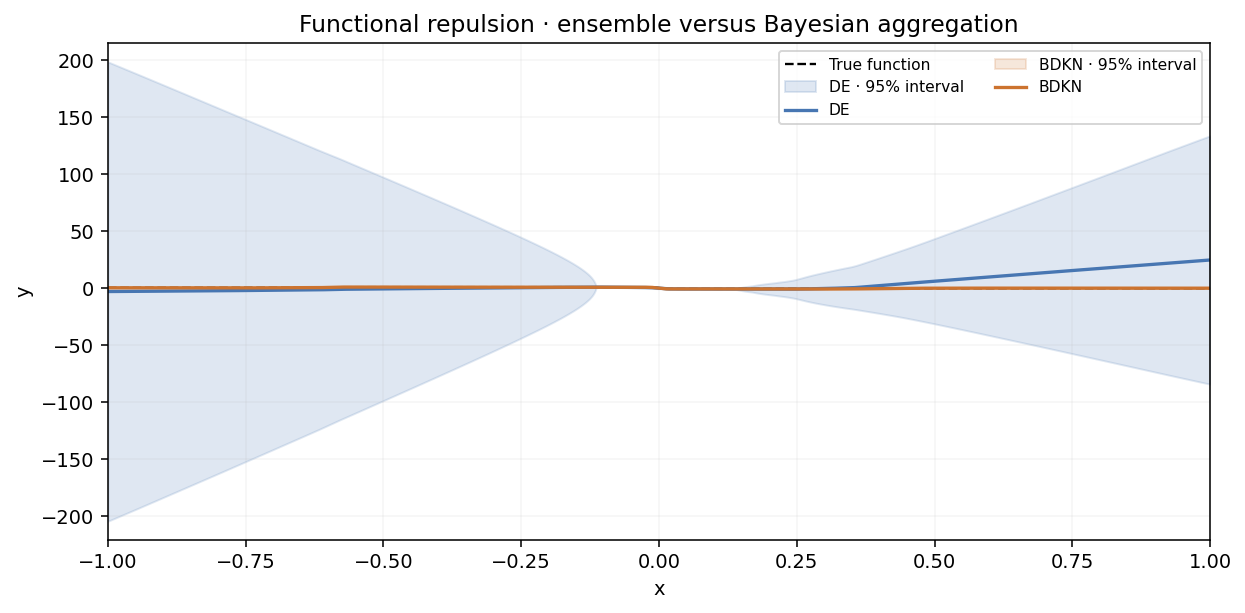 Functional repulsion · ensemble versus Bayesian aggregation
True function
DE · 95% interval
DE
BDKN · 95% interval
BDKN
200
150
100
50
0
−50
−100
−150
−200
y
−1.00 −0.75 −0.50 −0.25 0.00 0.25 0.50 0.75 1.00
x